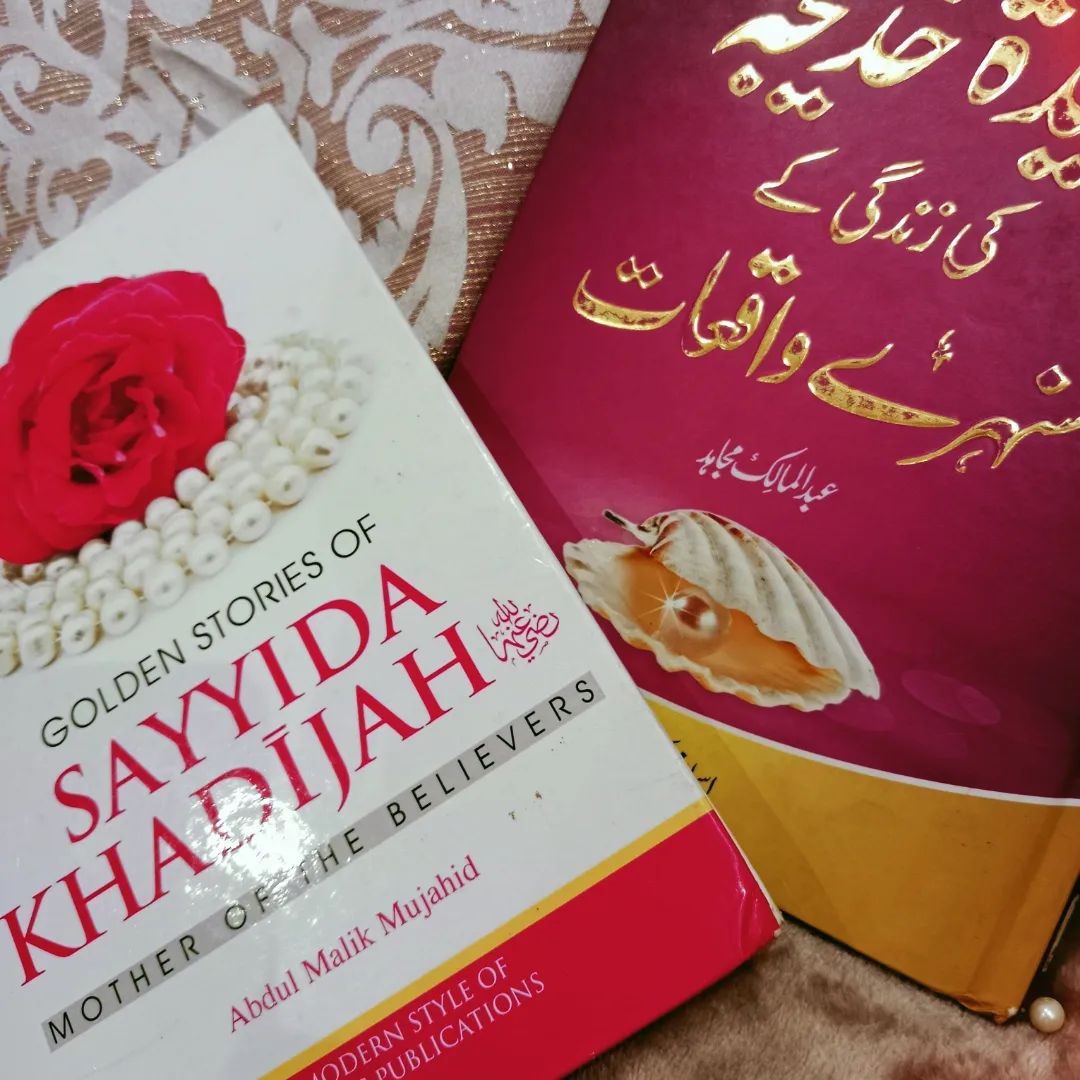 GOLDEN STORIES OF
SAYYIDA
KHADĪJAH رضي الله عنها
MOTHER OF THE BELIEVERS
Abdul Malik Mujahid
MODERN STYLE OF
PUBLICATIONS
خدیجہ
کی زندگی کے
سنہرے واقعات
عبدالمالک مجاہد